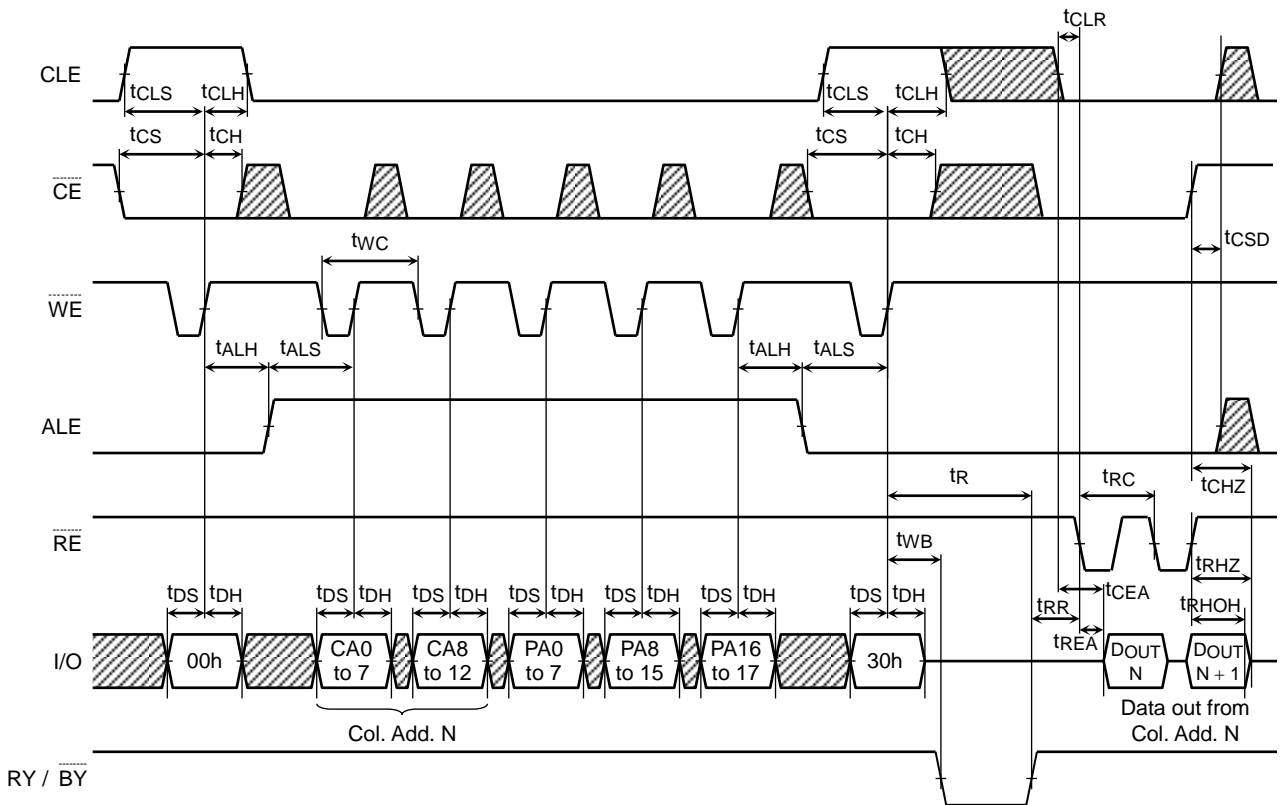 tCLR
CLE
tCLS tCLH tCLS tCLH
tCS tCH tCS tCH
CE
tCSD
tWC
WE
tALH tALS tALH tALS
ALE
tR tRC tCHZ
RE
tWB tRHZ
tDS tDH tDS tDH tDS tDH tDS tDH tDS tDH tDS tDH tDS tDH tCEA
tRR tRHOH
tREA
I/O 00h CA0 to 7 CA8 to 12 PA0 to 7 PA8 to 15 PA16 to 17 30h DOUT N DOUT N + 1
Col. Add. N
Data out from
Col. Add. N
RY / BY